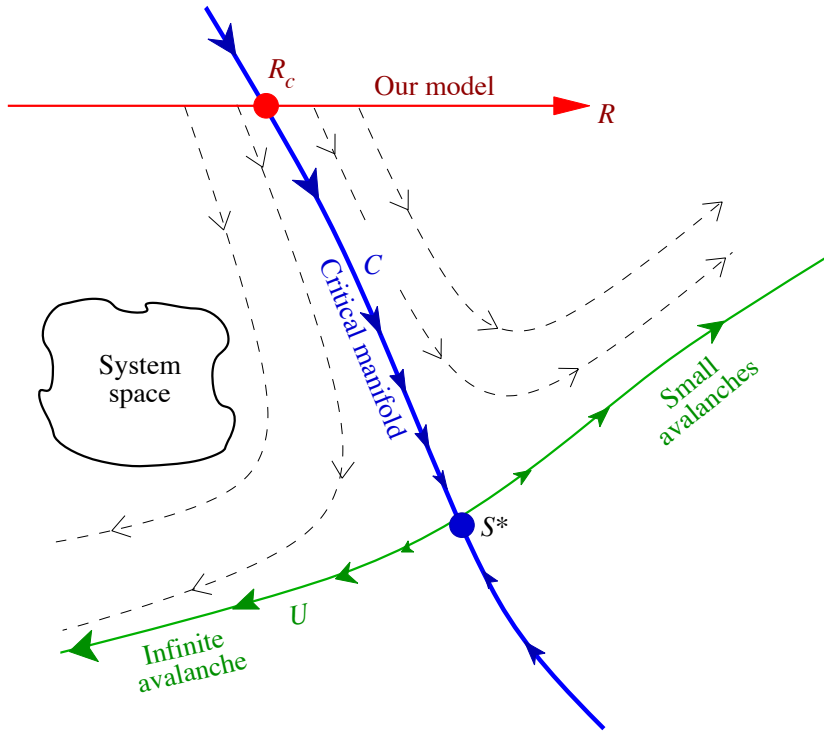 R_c
Our model
R
C
Critical manifold
System
space
Small
avalanches
S*
U
Infinite
avalanche